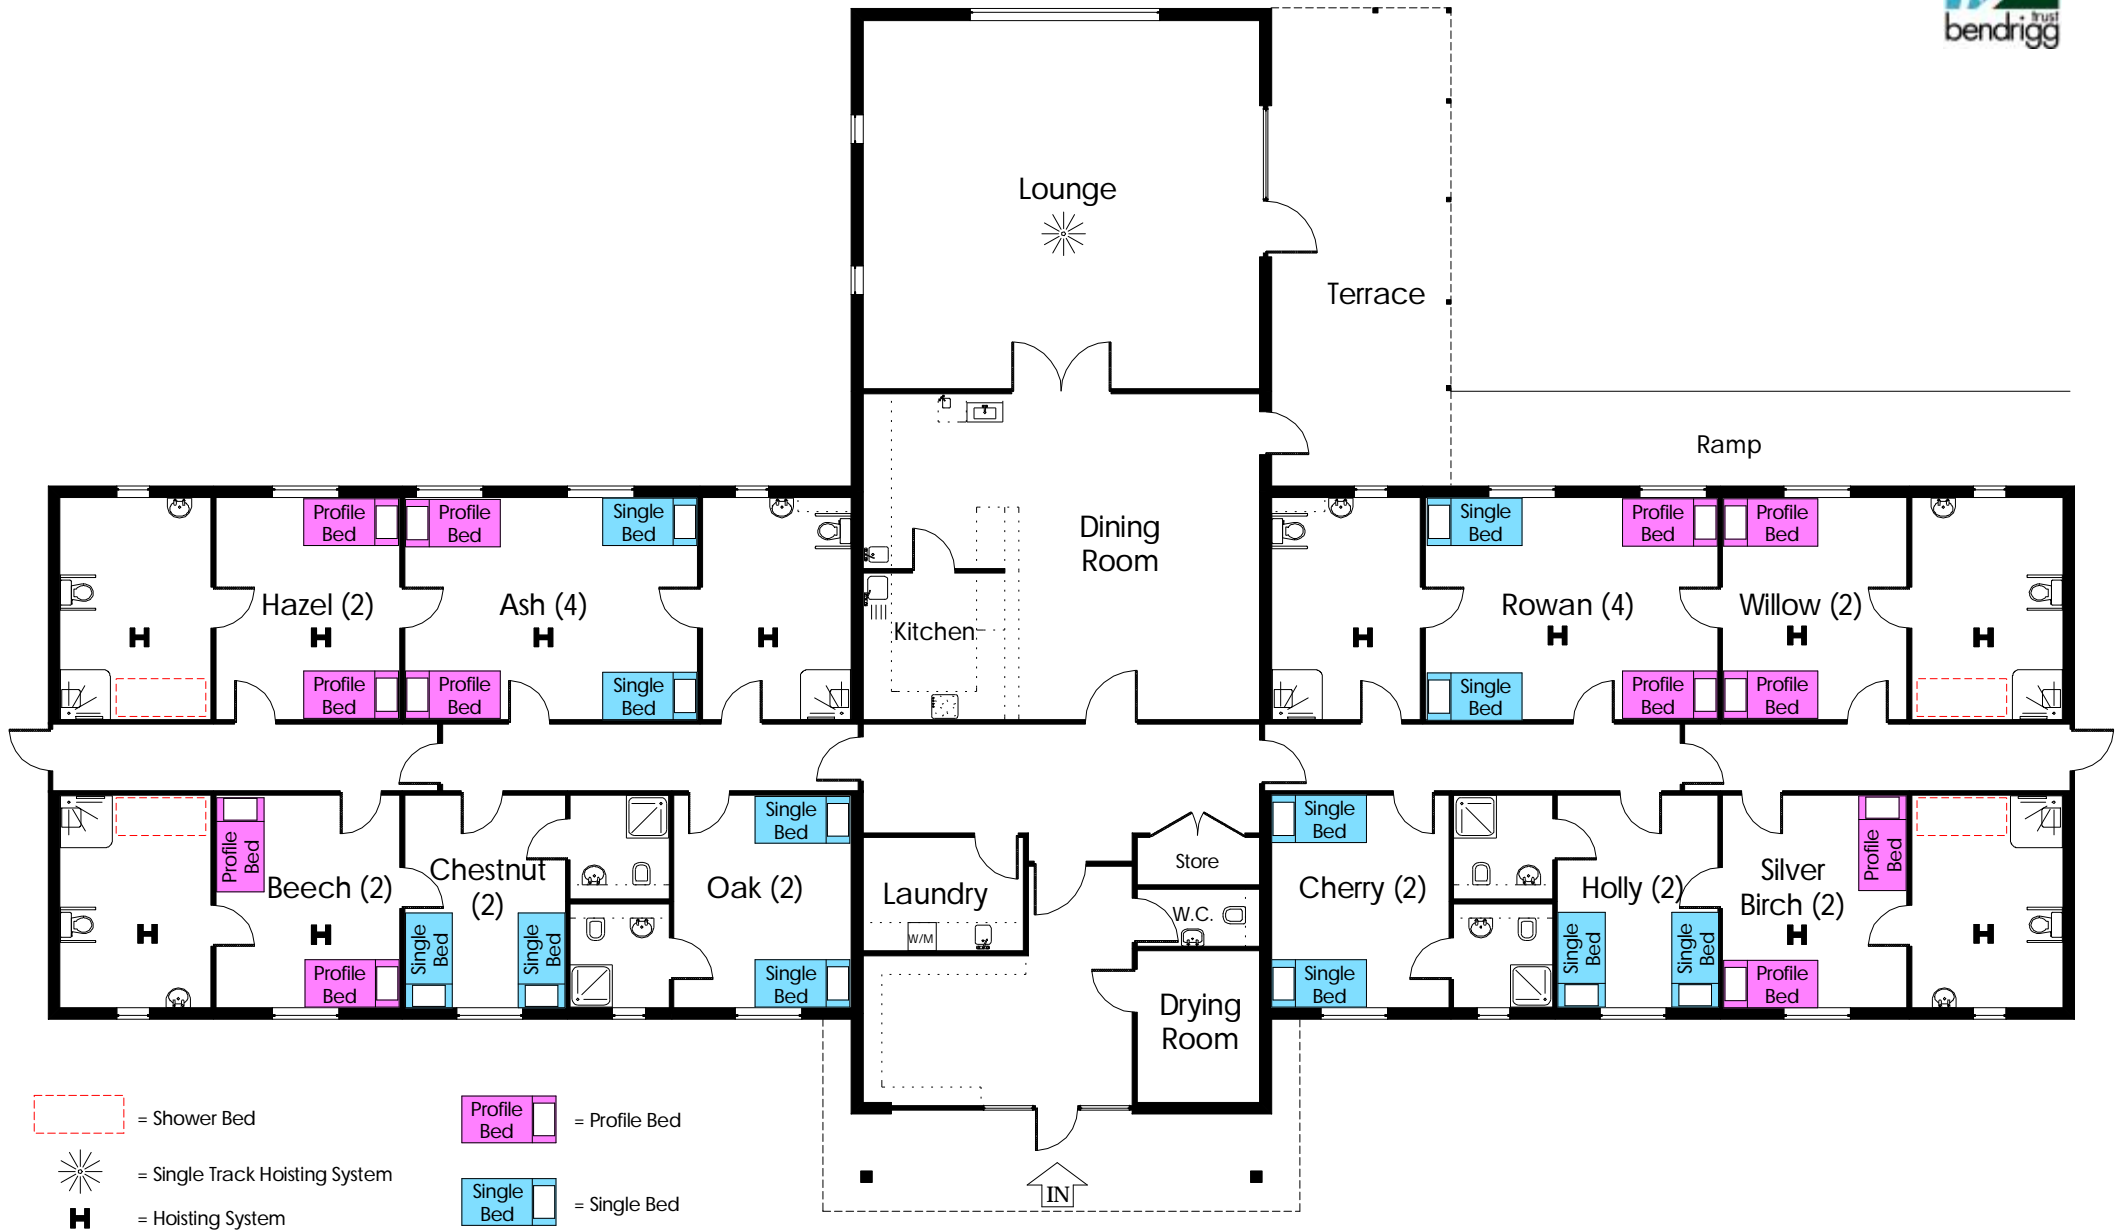 trust
bendrigg
Lounge
Terrace
Ramp
Profile
Bed
Profile
Bed
Single
Bed
Dining
Room
Single
Bed
Profile
Bed
Profile
Bed
Hazel (2)
Ash (4)
Rowan (4)
Willow (2)
H
H
H
H
Kitchen
H
H
H
H
Profile
Bed
Profile
Bed
Single
Bed
Single
Bed
Profile
Bed
Profile
Bed
Profile
Bed
Beech (2)
Chestnut
(2)
Single
Bed
Oak (2)
Laundry
Store
Single
Bed
Cherry (2)
Holly (2)
Silver
Birch (2)
Profile
Bed
W.C.
W/M
H
H
H
H
Profile
Bed
Single
Bed
Single
Bed
Single
Bed
Drying
Room
Single
Bed
Single
Bed
Single
Bed
Profile
Bed
= Shower Bed
Profile
Bed
= Profile Bed
= Single Track Hoisting System
Single
Bed
= Single Bed
H
= Hoisting System
IN